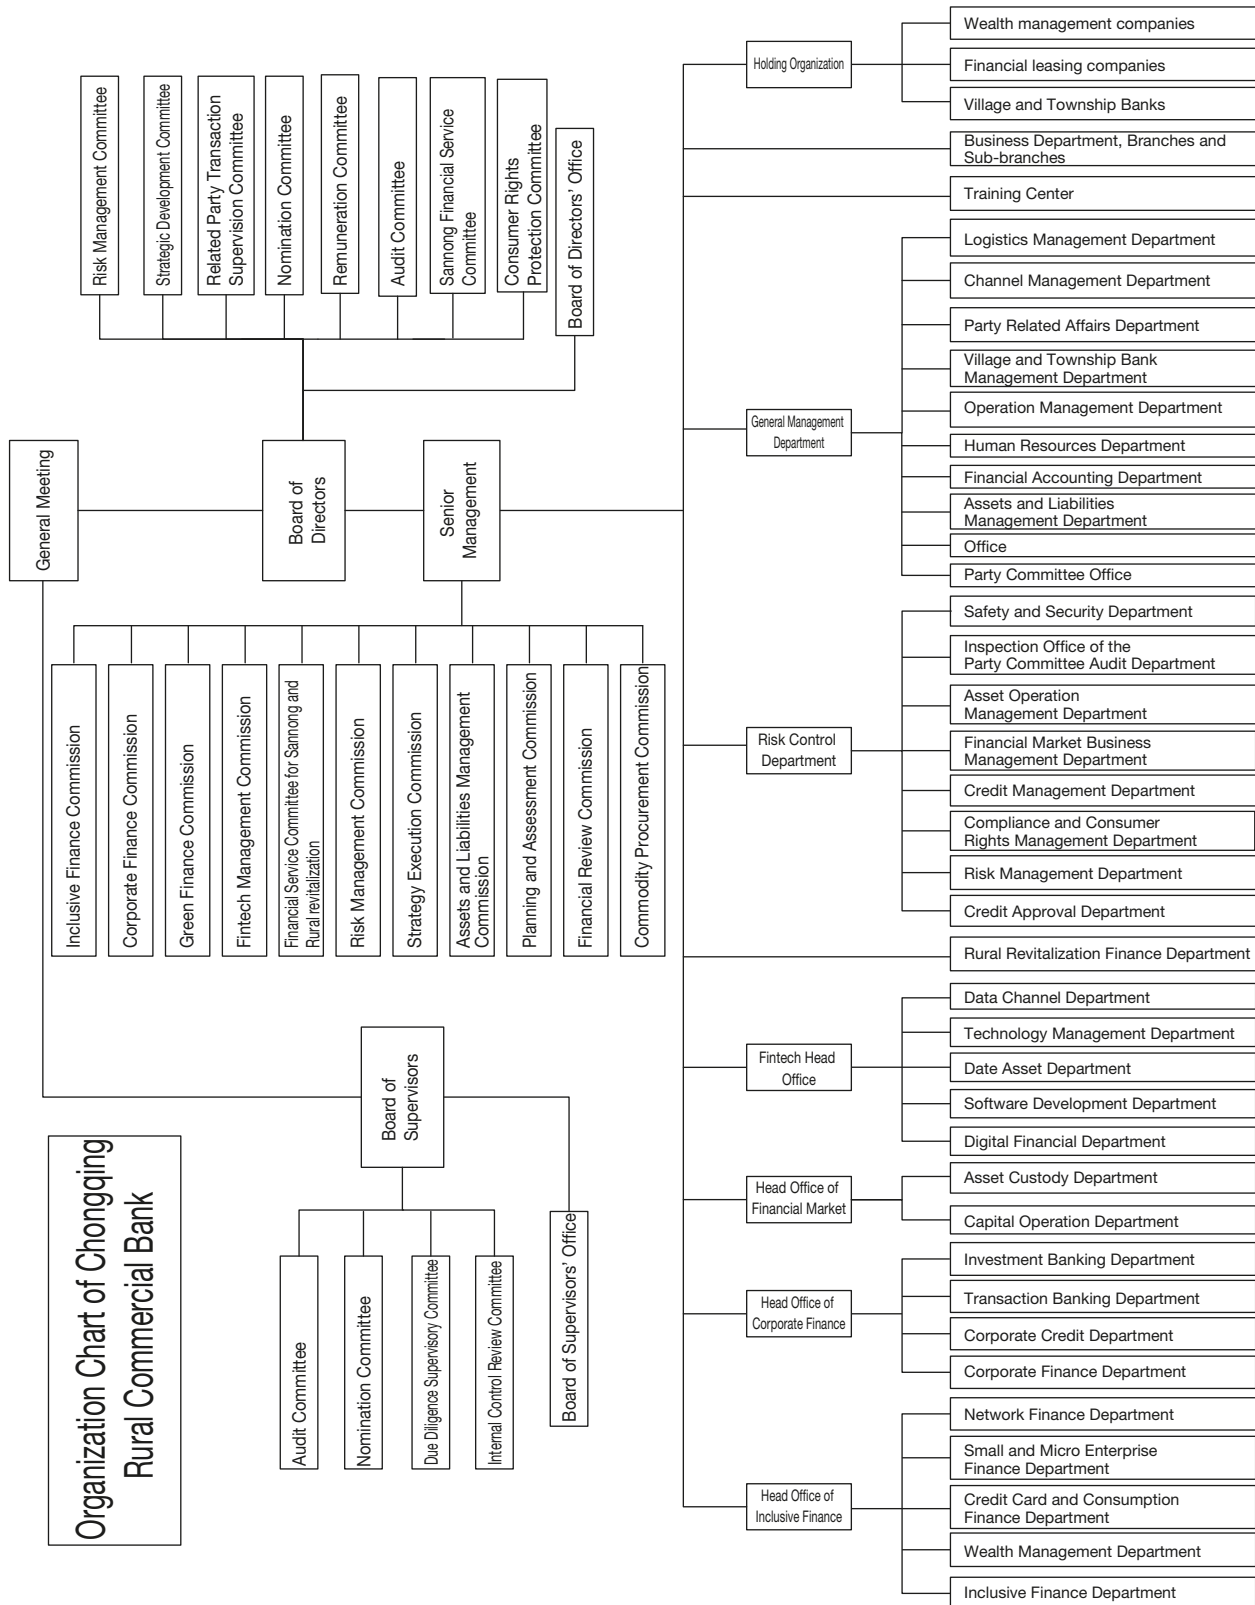 Organization Chart of Chongqing
Rural Commercial Bank
General Meeting
Board of
Directors
Senior
Management
Board of
Supervisors
Risk Management Committee
Strategic Development Committee
Related Party Transaction
Supervision Committee
Nomination Committee
Remuneration Committee
Audit Committee
Sannong Financial Service
Committee
Consumer Rights
Protection Committee
Board of Directors' Office
Inclusive Finance Commission
Corporate Finance Commission
Green Finance Commission
Fintech Management Commission
Financial Service Committee for Sannong and
Rural revitalization
Risk Management Commission
Strategy Execution Commission
Assets and Liabilities Management
Commission
Planning and Assessment Commission
Financial Review Commission
Commodity Procurement Commission
Audit Committee
Nomination Committee
Due Diligence Supervisory Committee
Internal Control Review Committee
Board of Supervisors' Office
Holding Organization
Wealth management companies
Financial leasing companies
Village and Township Banks
Business Department, Branches and
Sub-branches
Training Center
General Management
Department
Logistics Management Department
Channel Management Department
Party Related Affairs Department
Village and Township Bank
Management Department
Operation Management Department
Human Resources Department
Financial Accounting Department
Assets and Liabilities
Management Department
Office
Party Committee Office
Risk Control
Department
Safety and Security Department
Inspection Office of the
Party Committee Audit Department
Asset Operation
Management Department
Financial Market Business
Management Department
Credit Management Department
Compliance and Consumer
Rights Management Department
Risk Management Department
Credit Approval Department
Rural Revitalization Finance Department
Fintech Head
Office
Data Channel Department
Technology Management Department
Date Asset Department
Software Development Department
Digital Financial Department
Head Office of
Financial Market
Asset Custody Department
Capital Operation Department
Head Office of
Corporate Finance
Investment Banking Department
Transaction Banking Department
Corporate Credit Department
Corporate Finance Department
Head Office of
Inclusive Finance
Network Finance Department
Small and Micro Enterprise
Finance Department
Credit Card and Consumption
Finance Department
Wealth Management Department
Inclusive Finance Department